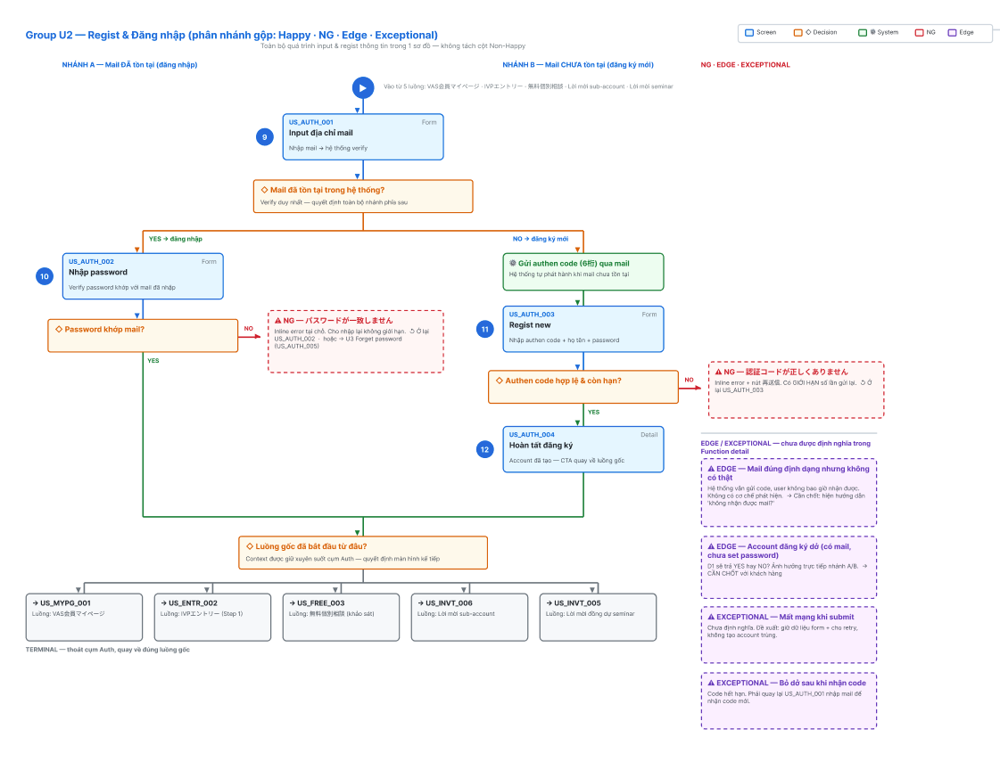 Group U2 — Regist & Đăng nhập (phân nhánh gộp: Happy · NG · Edge · Exceptional)
Toàn bộ quá trình input & regist thông tin trong 1 sơ đồ — không tách cột Non-Happy
Screen
◇ Decision
⚙ System
NG
Edge
NHÁNH A — Mail ĐÃ tồn tại (đăng nhập)
NHÁNH B — Mail CHƯA tồn tại (đăng ký mới)
NG · EDGE · EXCEPTIONAL
Vào từ 5 luồng: VAS会員マイページ · IVPエントリー · 無料個別相談 · Lời mời sub-account · Lời mời seminar
9
US_AUTH_001
Form
Input địa chỉ mail
Nhập mail → hệ thống verify
◇ Mail đã tồn tại trong hệ thống?
Verify duy nhất — quyết định toàn bộ nhánh phía sau
YES → đăng nhập
NO → đăng ký mới
10
US_AUTH_002
Form
Nhập password
Verify password khớp với mail đã nhập
⚙ Gửi authen code (6桁) qua mail
Hệ thống tự phát hành khi mail chưa tồn tại
◇ Password khớp mail?
NO
YES
⚠ NG — パスワードが一致しません
Inline error tại chỗ. Cho nhập lại không giới hạn. ↺ Ở lại
US_AUTH_002 · hoặc → U3 Forget password
(US_AUTH_005)
11
US_AUTH_003
Form
Regist new
Nhập authen code + họ tên + password
◇ Authen code hợp lệ & còn hạn?
NO
YES
⚠ NG — 認証コードが正しくありません
Inline error + nút 再送信. Có GIỚI HẠN số lần gửi lại. ↺ Ở
lại US_AUTH_003
12
US_AUTH_004
Detail
Hoàn tất đăng ký
Account đã tạo — CTA quay về luồng gốc
EDGE / EXCEPTIONAL — chưa được định nghĩa trong
Function detail
⚠ EDGE — Mail đúng định dạng nhưng không
có thật
Hệ thống vẫn gửi code, user không bao giờ nhận được.
Không có cơ chế phát hiện. → Cần chốt: hiện hướng dẫn
'không nhận được mail?'
⚠ EDGE — Account đăng ký dở (có mail,
chưa set password)
D1 sẽ trả YES hay NO? Ảnh hưởng trực tiếp nhánh A/B. →
CẦN CHỐT với khách hàng
⚠ EXCEPTIONAL — Mất mạng khi submit
Chưa định nghĩa. Đề xuất: giữ dữ liệu form + cho retry,
không tạo account trùng.
⚠ EXCEPTIONAL — Bỏ dở sau khi nhận code
Code hết hạn. Phải quay lại US_AUTH_001 nhập mail để
nhận code mới.
◇ Luồng gốc đã bắt đầu từ đâu?
Context được giữ xuyên suốt cụm Auth — quyết định màn hình kế tiếp
→ US_MYPG_001
Luồng: VAS会員マイページ
→ US_ENTR_002
Luồng: IVPエントリー (Step 1)
→ US_FREE_003
Luồng: 無料個別相談 (khảo sát)
→ US_INVT_006
Luồng: Lời mời sub-account
→ US_INVT_005
Luồng: Lời mời đồng dự seminar
TERMINAL — thoát cụm Auth, quay về đúng luồng gốc